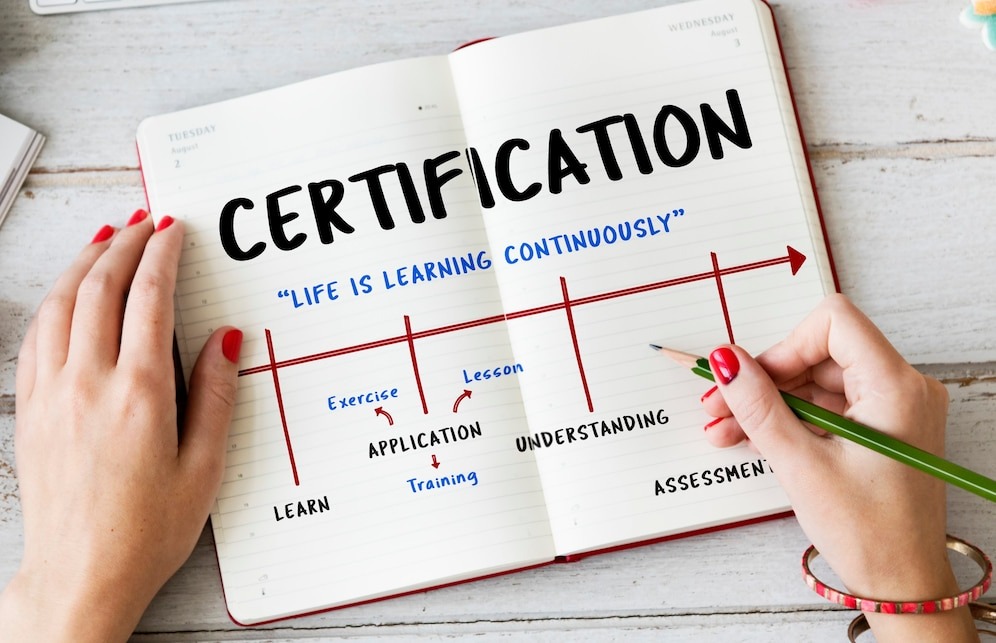 TUESDAY
August
2
WEDNESDAY
August
3
CERTIFICATION
“LIFE IS LEARNING CONTINUOUSLY”
Exercise
Lesson
APPLICATION
Training
UNDERSTANDING
LEARN
ASSESSMENT